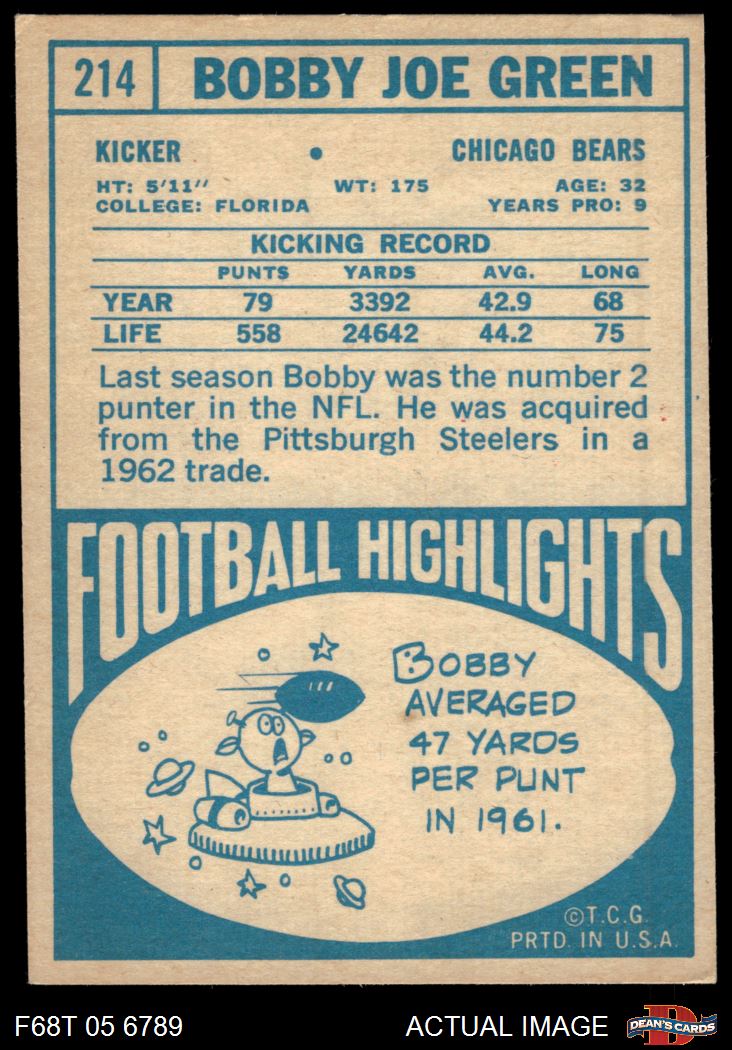 214 BOBBY JOE GREEN
KICKER • CHICAGO BEARS
HT: 5'11" WT: 175 AGE: 32
COLLEGE: FLORIDA YEARS PRO: 9
KICKING RECORD
PUNTS YARDS AVG. LONG
YEAR 79 3392 42.9 68
LIFE 558 24642 44.2 75
Last season Bobby was the number 2
punter in the NFL. He was acquired
from the Pittsburgh Steelers in a
1962 trade.
FOOTBALL HIGHLIGHTS
BOBBY
AVERAGED
47 YARDS
PER PUNT
IN 1961.
©T.C.G.
PRTD. IN U.S.A.
F68T 05 6789 ACTUAL IMAGE D DEAN'S CARDS